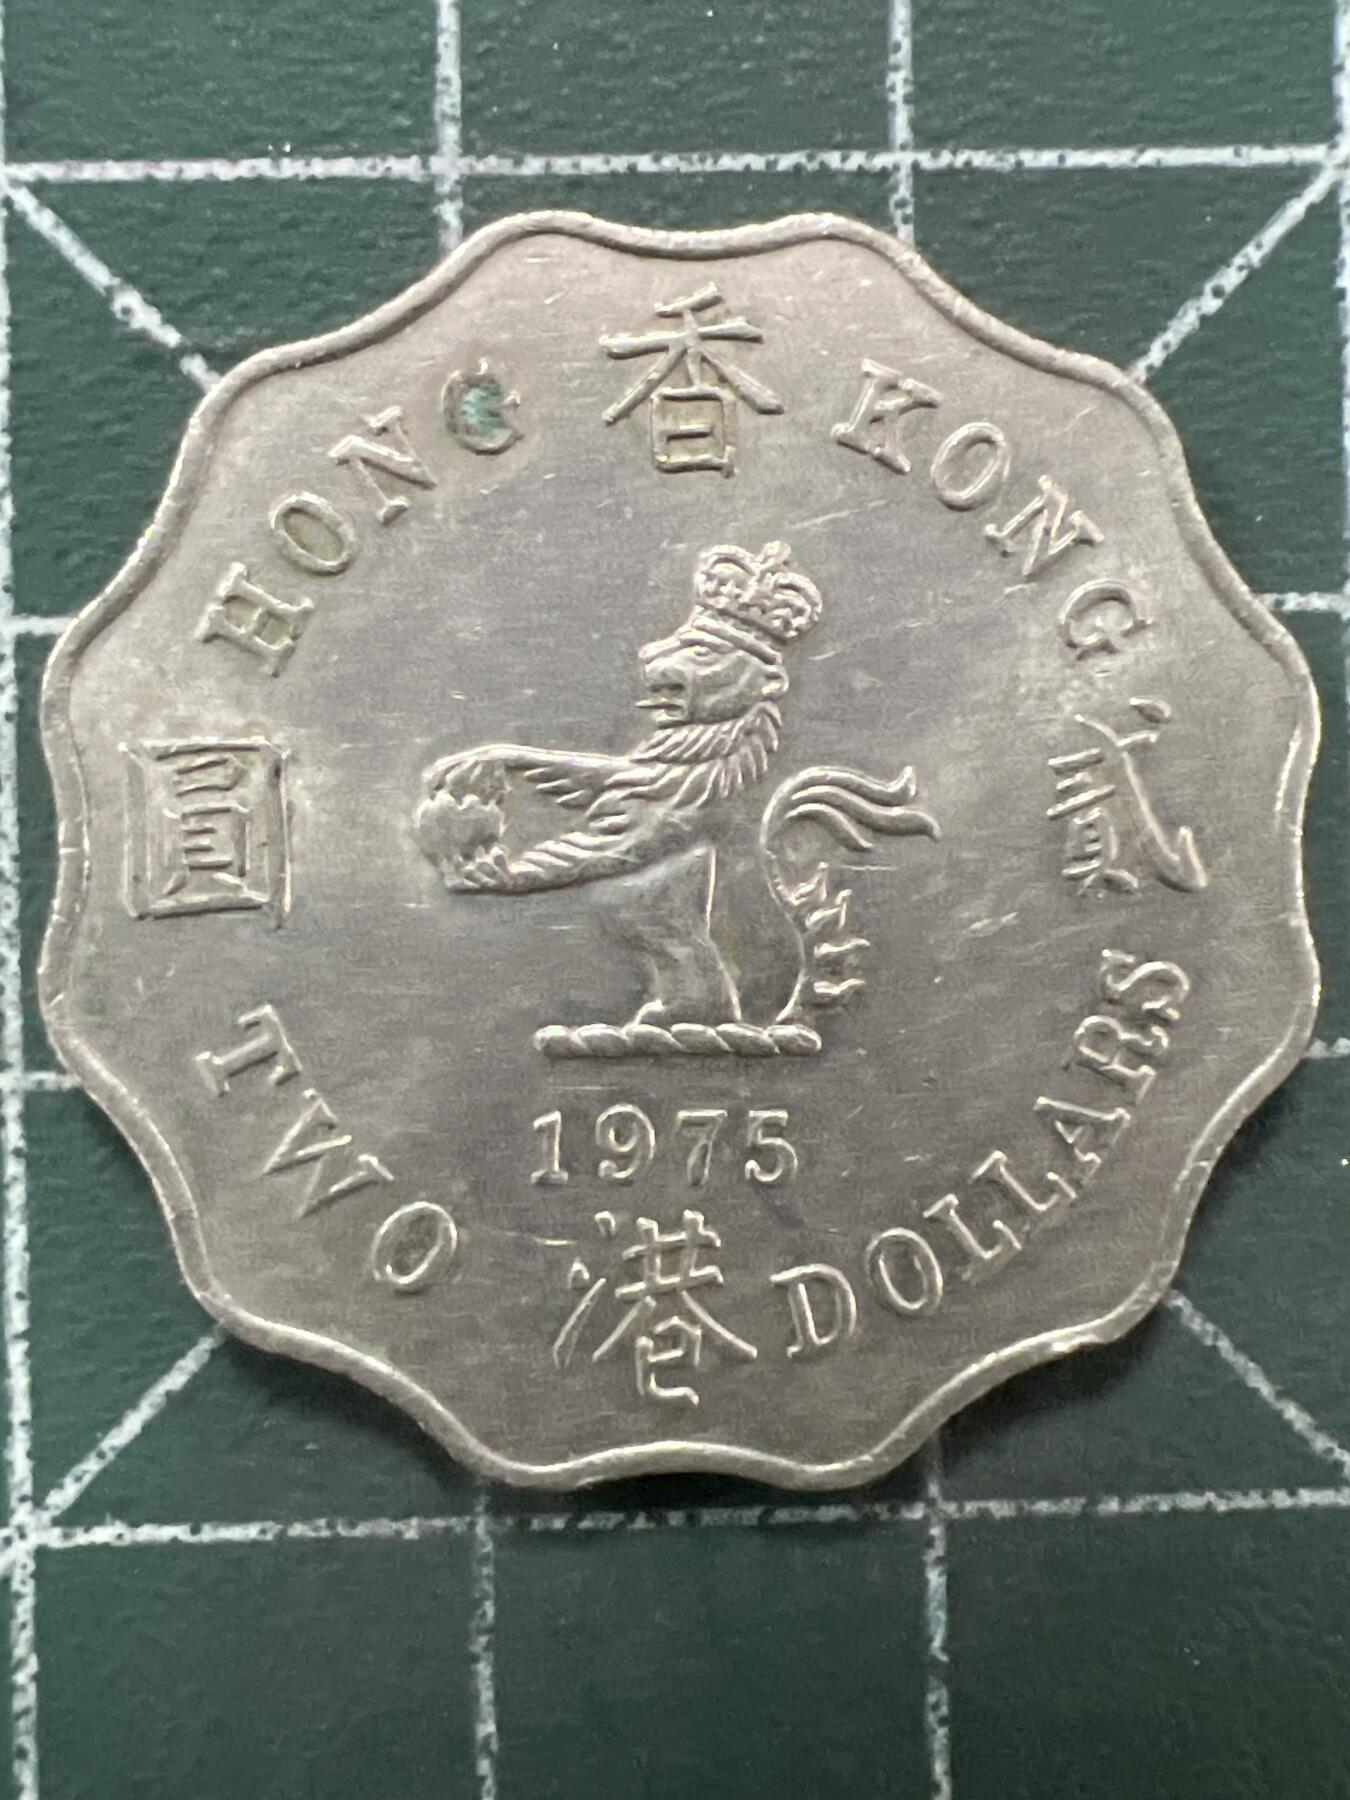 HONG KONG
香
港
貳
圓
1975
TWO DOLLARS